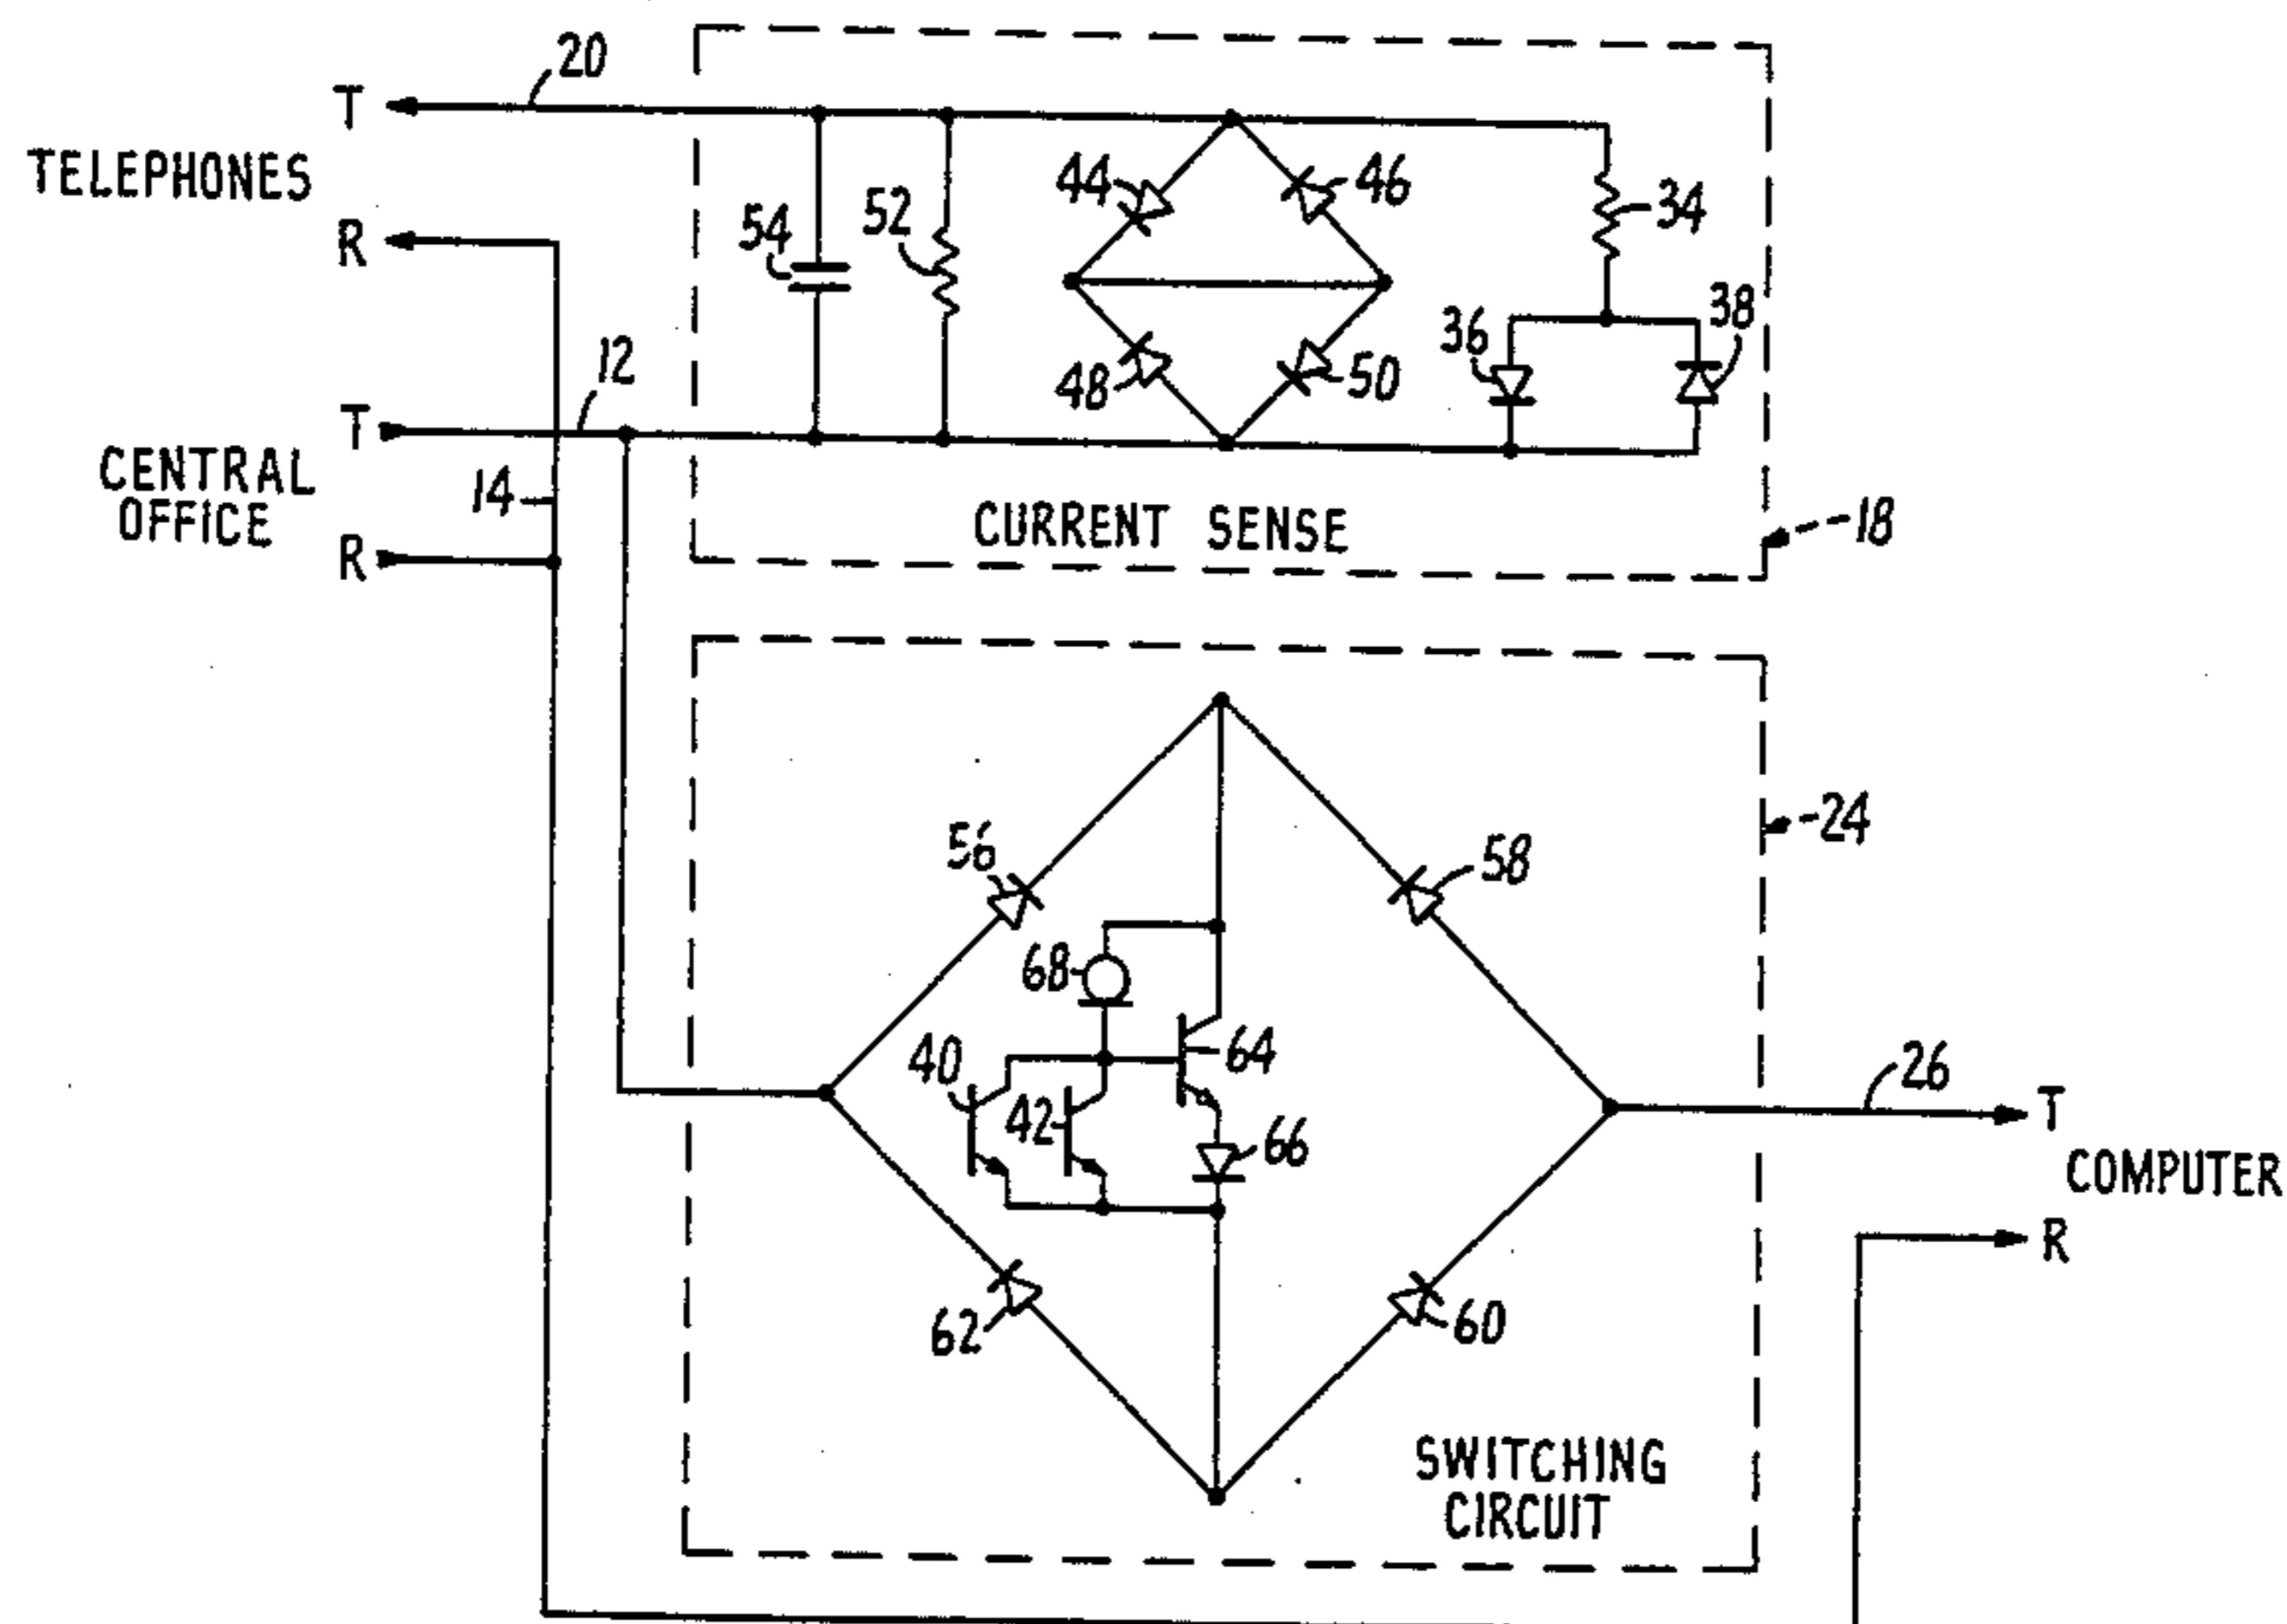 20
T
TELEPHONES
R
44
46
34
54
52
36
38
48
50
12
T
CENTRAL
OFFICE
14
R
CURRENT SENSE
18
24
56
58
68
64
40
42
66
26
T
COMPUTER
R
62
60
SWITCHING
CIRCUIT